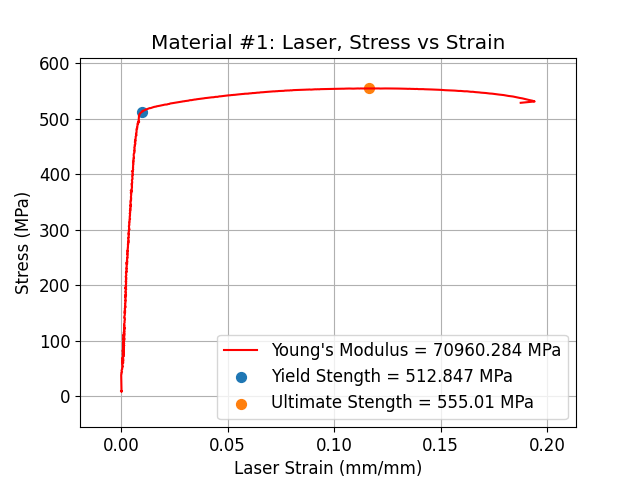 Material #1: Laser, Stress vs Strain
600
500
400
300
200
100
0
Stress (MPa)
Young's Modulus = 70960.284 MPa
Yield Stength = 512.847 MPa
Ultimate Stength = 555.01 MPa
0.00 0.05 0.10 0.15 0.20
Laser Strain (mm/mm)